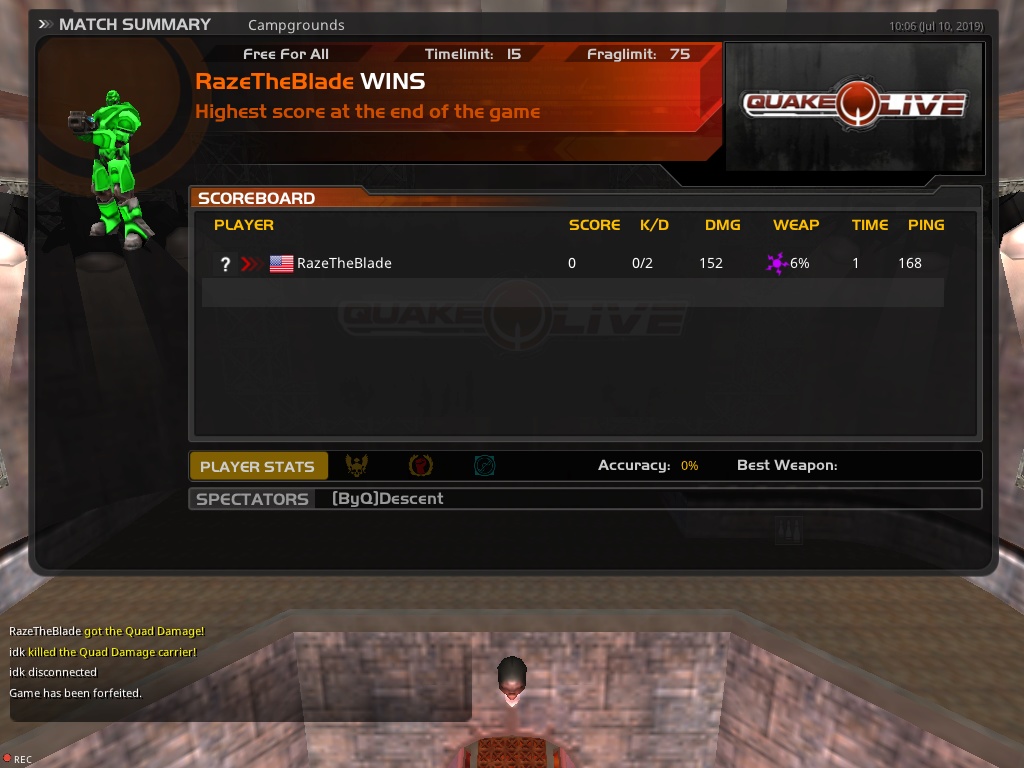 MATCH SUMMARY Campgrounds 10:06 (Jul 10, 2019)
Free For All Timelimit: 15 Fraglimit: 75
RazeTheBlade WINS
Highest score at the end of the game
QUAKE LIVE
SCOREBOARD
PLAYER SCORE K/D DMG WEAP TIME PING
? RazeTheBlade 0 0/2 152 6% 1 168
QUAKE LIVE
PLAYER STATS Accuracy: 0% Best Weapon:
SPECTATORS [ByQ]Descent
RazeTheBlade got the Quad Damage!
idk killed the Quad Damage carrier!
idk disconnected
Game has been forfeited.
REC